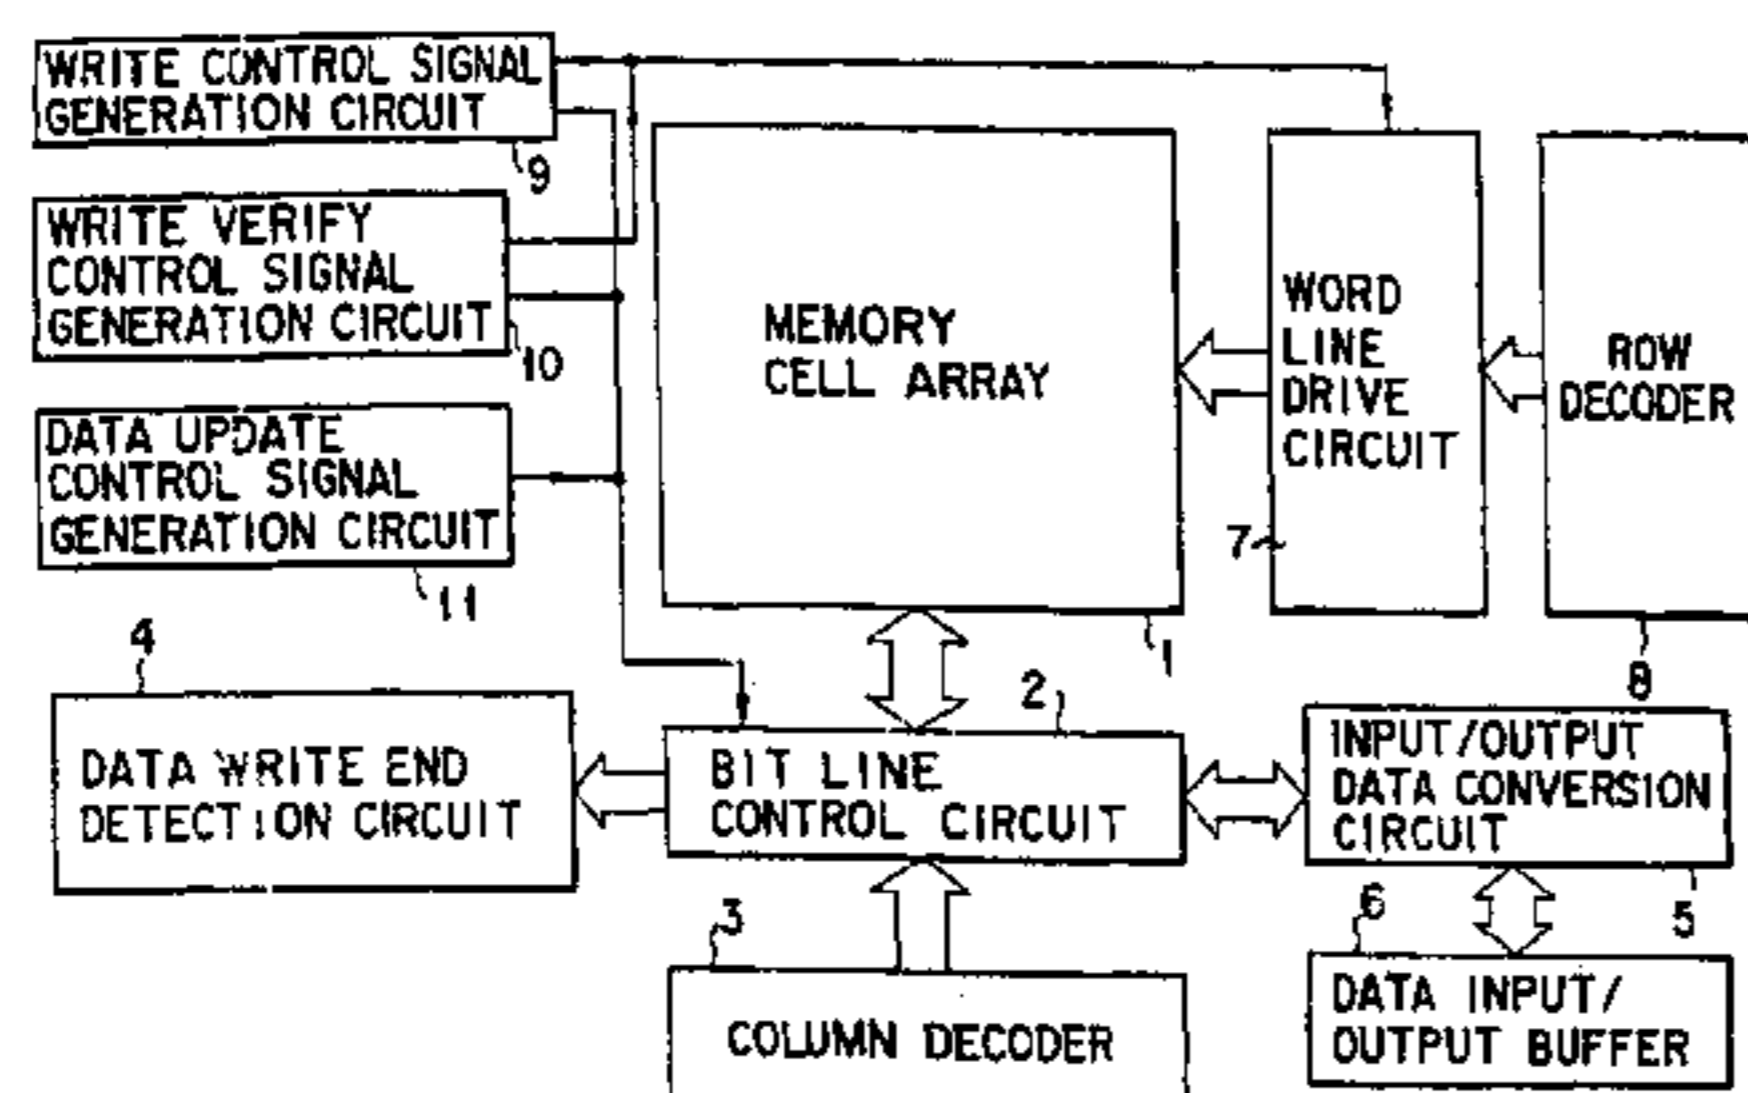 WRITE CONTROL SIGNAL
GENERATION CIRCUIT
9
WRITE VERIFY
CONTROL SIGNAL
GENERATION CIRCUIT
10
DATA UPDATE
CONTROL SIGNAL
GENERATION CIRCUIT
11
MEMORY
CELL ARRAY
1
WORD
LINE
DRIVE
CIRCUIT
7
ROW
DECODER
8
4
DATA WRITE END
DETECTION CIRCUIT
2
BIT LINE
CONTROL CIRCUIT
INPUT/OUTPUT
DATA CONVERSION
CIRCUIT
5
3
COLUMN DECODER
6
DATA INPUT/
OUTPUT BUFFER